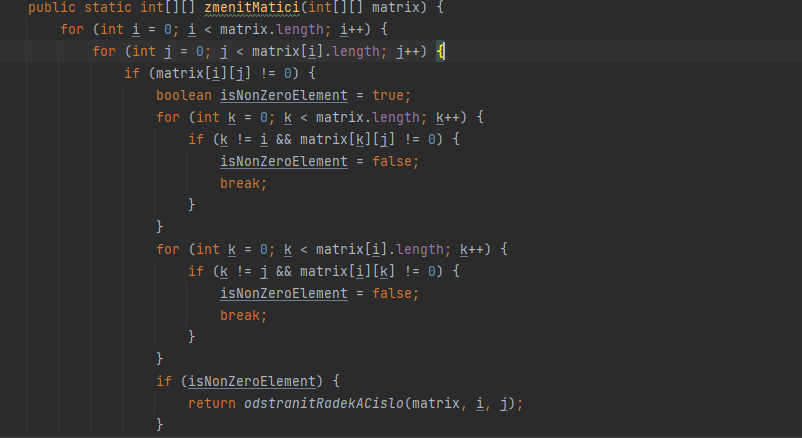 public static int[][] zmenitMatici(int[][] matrix) {
for (int i = 0; i < matrix.length; i++) {
for (int j = 0; j < matrix[i].length; j++) {
if (matrix[i][j] != 0) {
boolean isNonZeroElement = true;
for (int k = 0; k < matrix.length; k++) {
if (k != i && matrix[k][j] != 0) {
isNonZeroElement = false;
break;
}
}
for (int k = 0; k < matrix[i].length; k++) {
if (k != j && matrix[i][k] != 0) {
isNonZeroElement = false;
break;
}
}
if (isNonZeroElement) {
return odstranitRadekACislo(matrix, i, j);
}